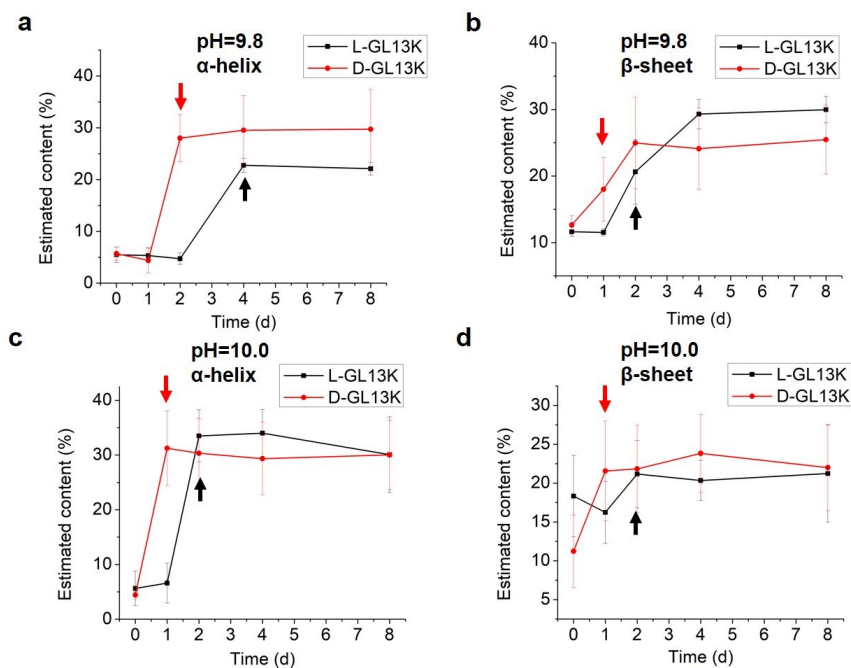 a
pH=9.8
α-helix
L-GL13K
D-GL13K
Estimated content (%)
50
40
30
20
10
0
0 1 2 3 4 5 6 7 8
Time (d)
b
pH=9.8
β-sheet
L-GL13K
D-GL13K
Estimated content (%)
40
30
20
10
0 1 2 3 4 5 6 7 8
Time (d)
c
pH=10.0
α-helix
L-GL13K
D-GL13K
Estimated content (%)
40
30
20
10
0
0 1 2 3 4 5 6 7 8
Time (d)
d
pH=10.0
β-sheet
L-GL13K
D-GL13K
Estimated content (%)
30
25
20
15
10
5
0 1 2 3 4 5 6 7 8
Time (d)